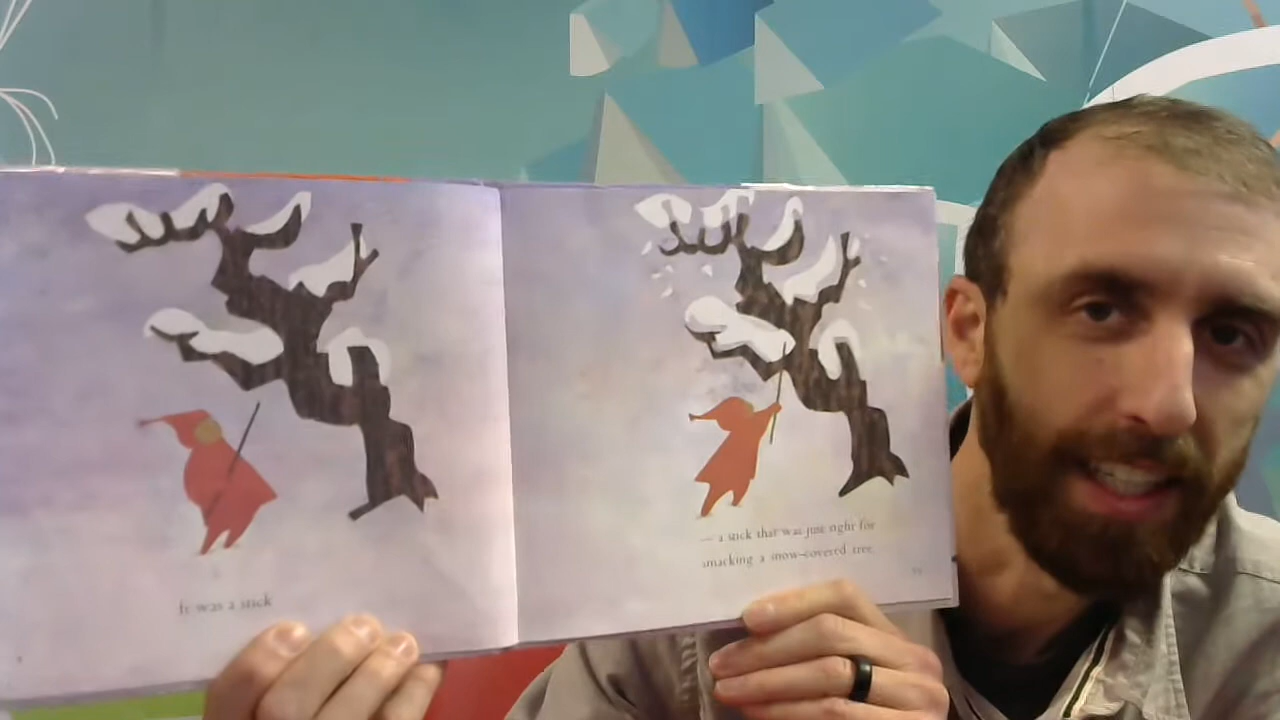 It was a stick
— a stick that was just right for
smacking a snow-covered tree.